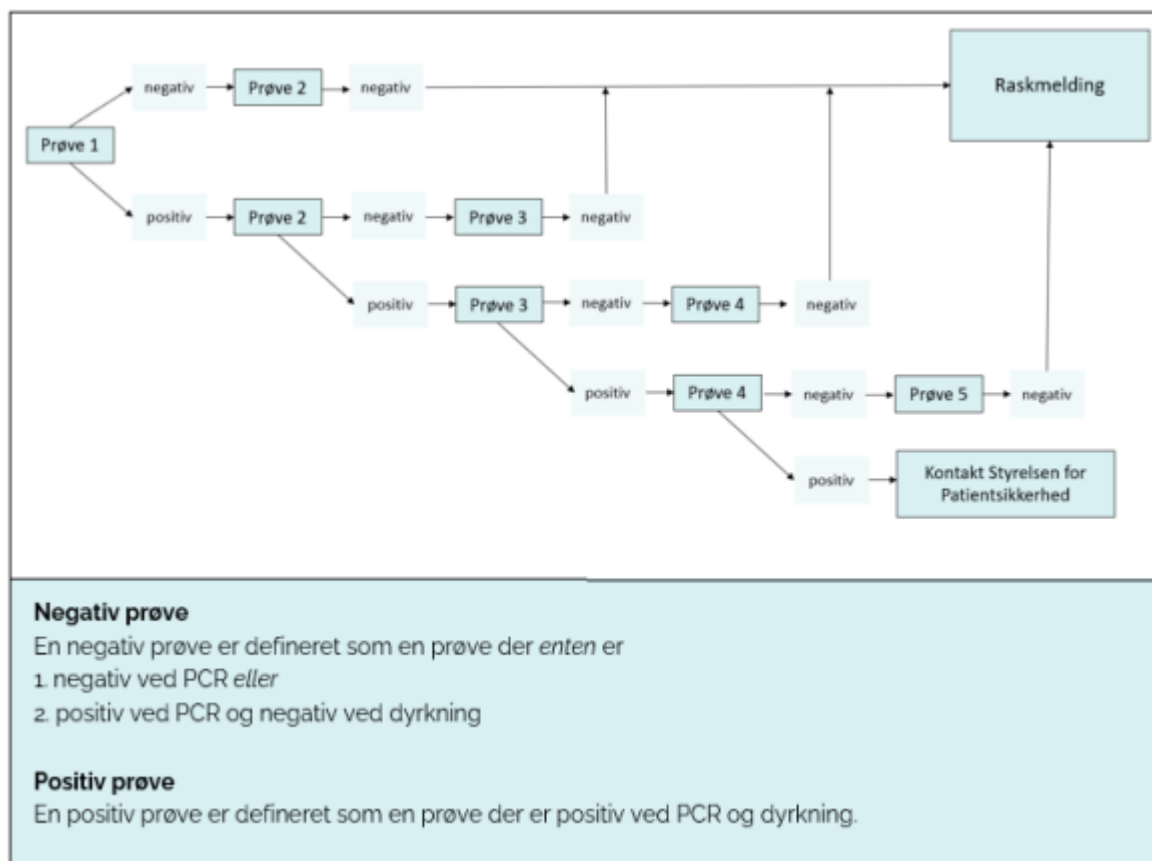 negativ
Prøve 2
negativ
Raskmelding
Prøve 1
positiv
Prøve 2
negativ
Prøve 3
negativ
positiv
Prøve 3
negativ
Prøve 4
negativ
positiv
Prøve 4
negativ
Prøve 5
negativ
positiv
Kontakt Styrelsen for
Patientsikkerhed
Negativ prøve
En negativ prøve er defineret som en prøve der enten er
1. negativ ved PCR eller
2. positiv ved PCR og negativ ved dyrkning
Positiv prøve
En positiv prøve er defineret som en prøve der er positiv ved PCR og dyrkning.